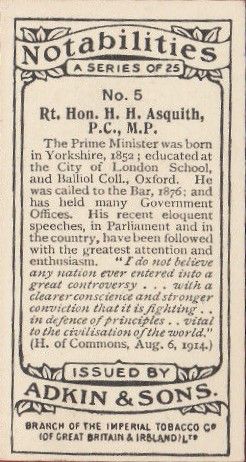 Notabilities
A SERIES OF 25
No. 5
Rt. Hon. H. H. Asquith,
P.C., M.P.
The Prime Minister was born
in Yorkshire, 1852; educated at
the City of London School,
and Balliol Coll., Oxford. He
was called to the Bar, 1876; and
has held many Government
Offices. His recent eloquent
speeches, in Parliament and in
the country, have been followed
with the greatest attention and
enthusiasm. "I do not believe
any nation ever entered into a
great controversy . . . with a
clearer conscience and stronger
conviction that it is fighting . .
in defence of principles . . vital
to the civilisation of the world."
(H. of Commons, Aug. 6, 1914.)
ISSUED BY
ADKIN & SONS.
BRANCH OF THE IMPERIAL TOBACCO Co
(OF GREAT BRITAIN & IRELAND) LTD